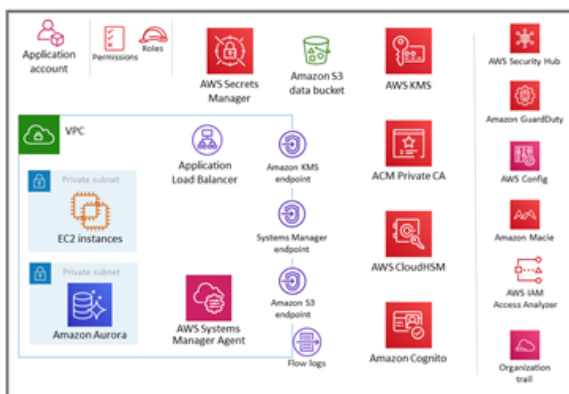 Application
account
Permissions
Roles
AWS Secrets
Manager
Amazon S3
data bucket
AWS KMS
AWS Security Hub
VPC
Application
Load Balancer
Amazon KMS
endpoint
ACM Private CA
Amazon GuardDuty
Private subnet
EC2 instances
Systems Manager
endpoint
AWS Config
AWS CloudHSM
Amazon Macie
Private subnet
Amazon Aurora
AWS Systems
Manager Agent
Amazon S3
endpoint
AWS IAM
Access Analyzer
Flow logs
Amazon Cognito
Organization
trail